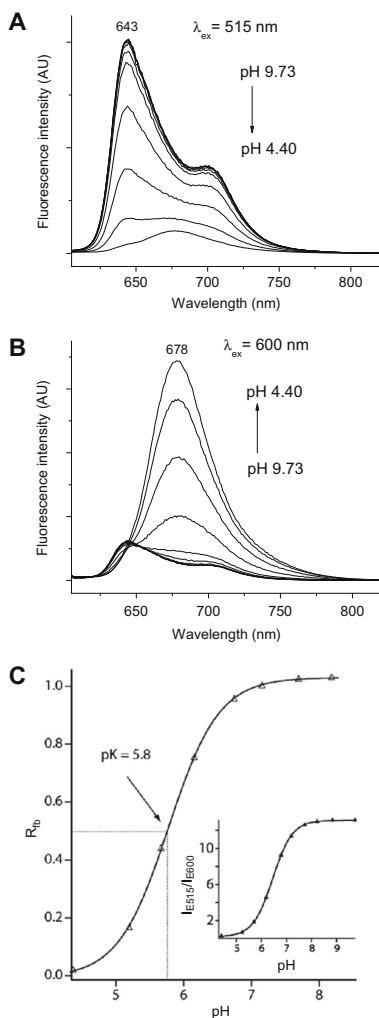 A
643
λex = 515 nm
pH 9.73
pH 4.40
Fluorescence intensity (AU)
650 700 750 800
Wavelength (nm)
B
678
λex= 600 nm
pH 4.40
pH 9.73
Fluorescence intensity (AU)
650 700 750 800
Wavelength (nm)
C
1.0
0.8
0.6
0.4
0.2
0.0
Rfb
pK = 5.8
5 6 7 8
pH
IE515/IE600
10
6
2
5 6 7 8 9
pH